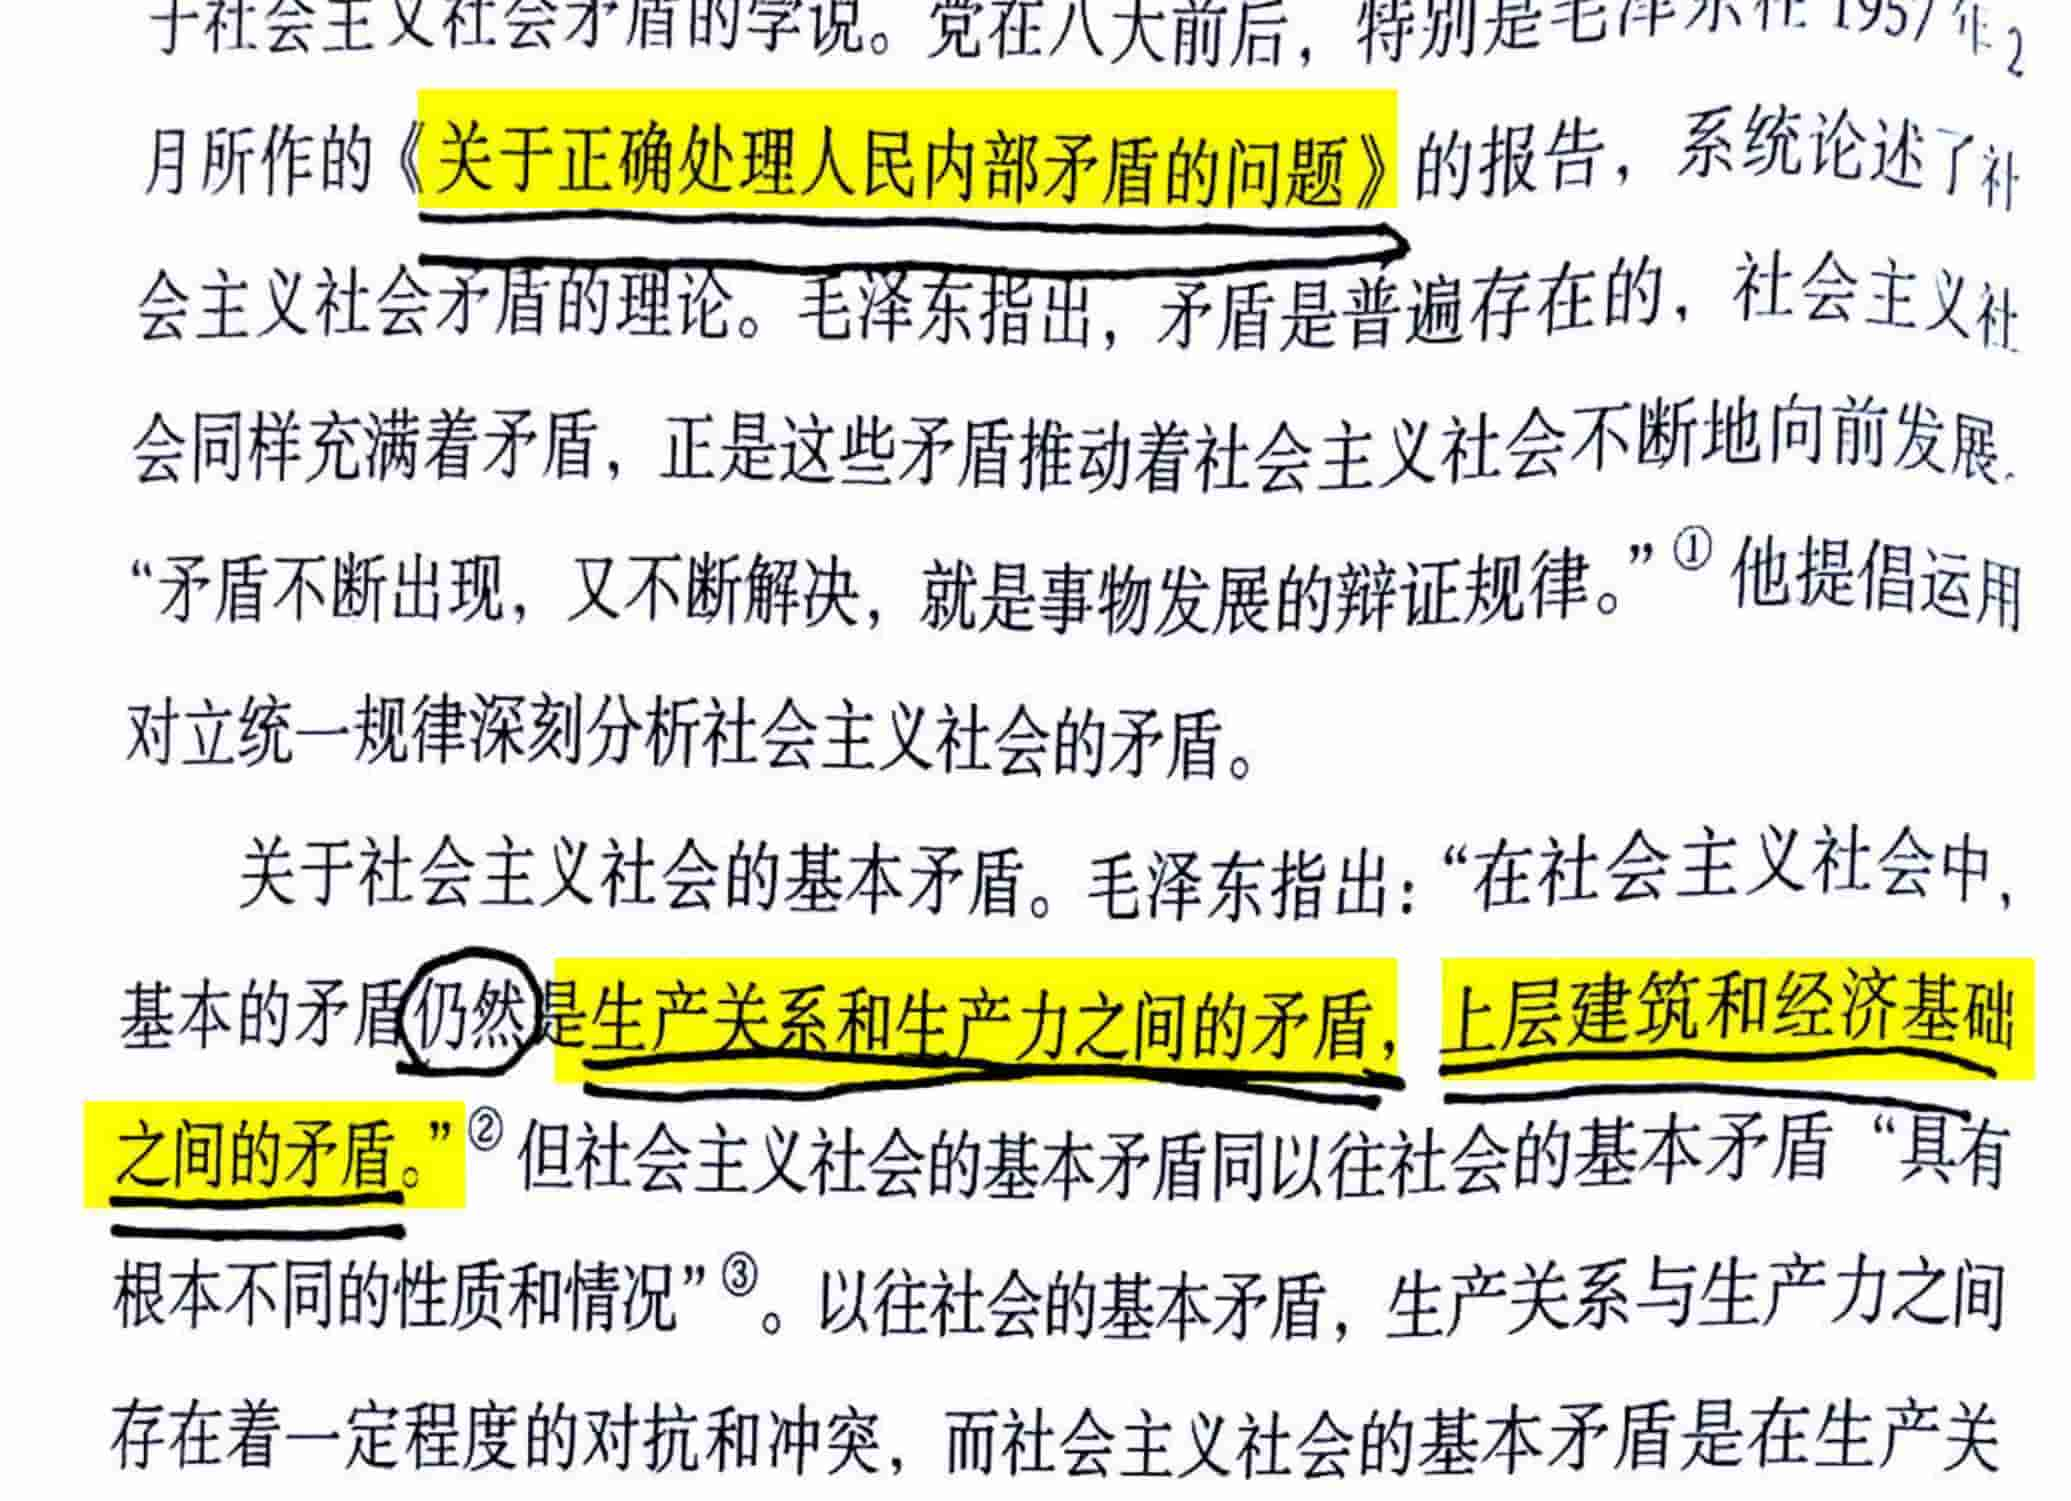 于社会主义社会矛盾的学说。党在八大前后，特别是毛泽东在1957年2
月所作的《关于正确处理人民内部矛盾的问题》的报告，系统论述了社
会主义社会矛盾的理论。毛泽东指出，矛盾是普遍存在的，社会主义社
会同样充满着矛盾，正是这些矛盾推动着社会主义社会不断地向前发展。
“矛盾不断出现，又不断解决，就是事物发展的辩证规律。”①他提倡运用
对立统一规律深刻分析社会主义社会的矛盾。
关于社会主义社会的基本矛盾。毛泽东指出：“在社会主义社会中，
基本的矛盾仍然是生产关系和生产力之间的矛盾，上层建筑和经济基础
之间的矛盾。”②但社会主义社会的基本矛盾同以往社会的基本矛盾“具有
根本不同的性质和情况”③。以往社会的基本矛盾，生产关系与生产力之间
存在着一定程度的对抗和冲突，而社会主义社会的基本矛盾是在生产关